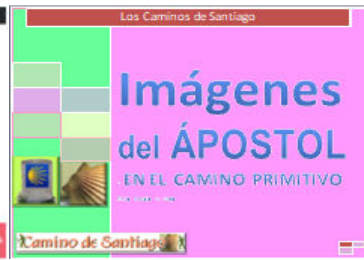 Los Caminos de Santiago
Imágenes
del ÁPOSTOL
EN EL CAMINO PRIMITIVO
Camino de Santiago